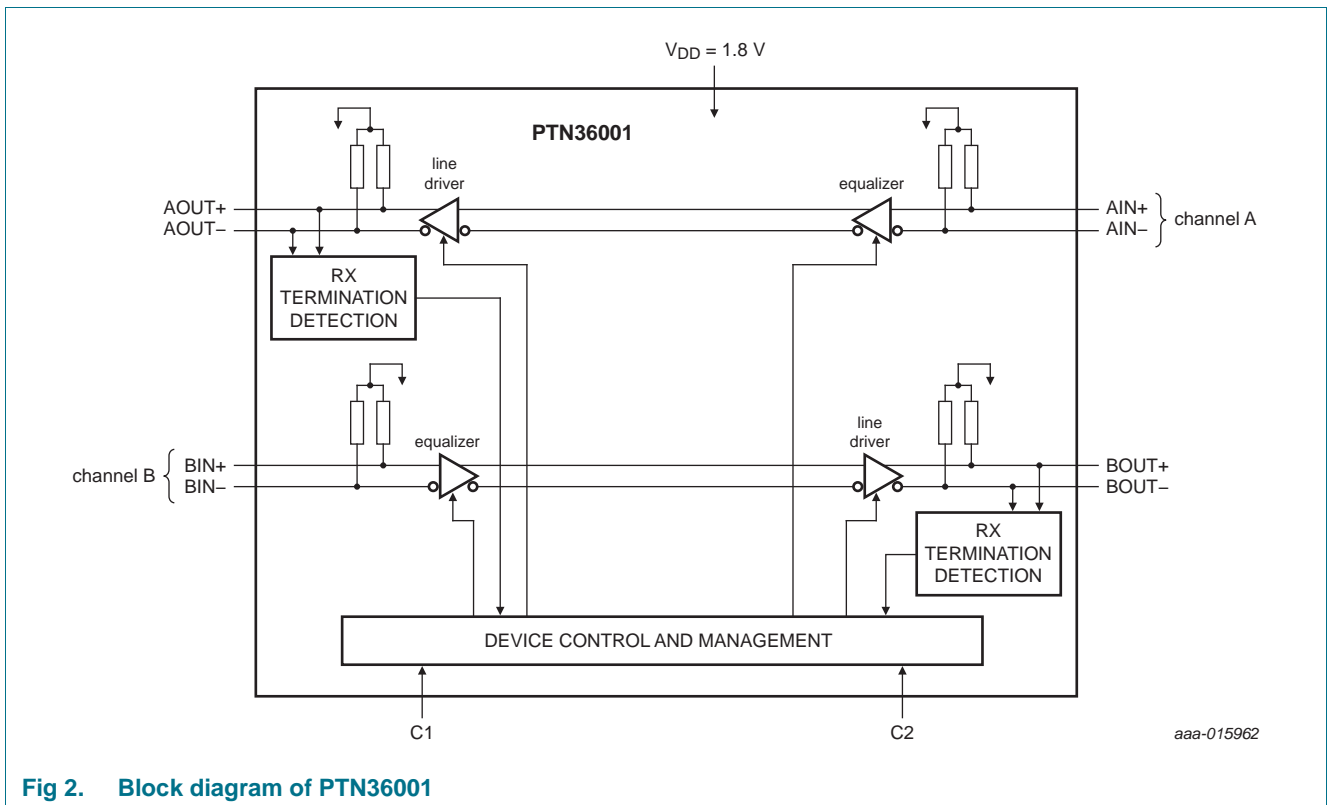 VDD = 1.8 V
PTN36001
line
driver
equalizer
AOUT+
AOUT−
AIN+
AIN−
channel A
RX
TERMINATION
DETECTION
equalizer
line
driver
channel B
BIN+
BIN−
BOUT+
BOUT−
RX
TERMINATION
DETECTION
DEVICE CONTROL AND MANAGEMENT
C1
C2
aaa-015962
Fig 2. Block diagram of PTN36001